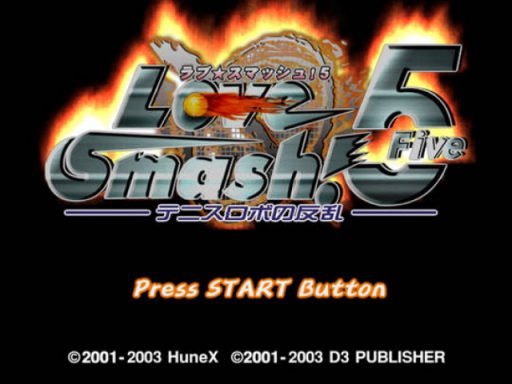 ラブ☆スマッシュ！5
Love
Smash! 5
Five
テニスロボの反乱
Press START Button
©2001-2003 HuneX ©2001-2003 D3 PUBLISHER